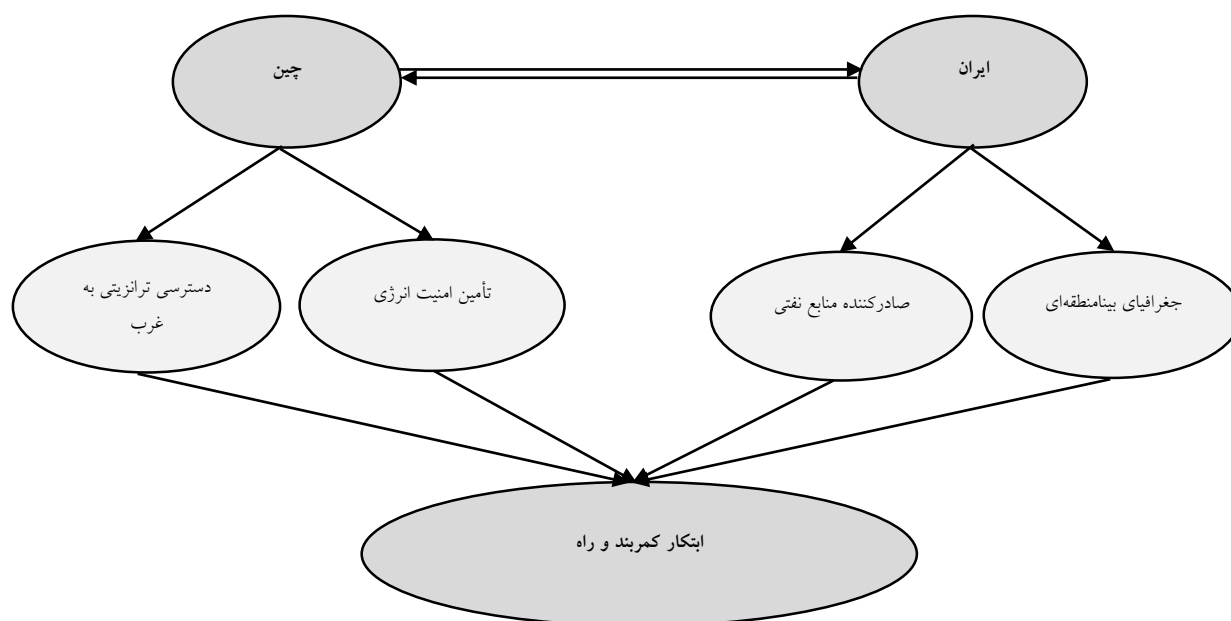 ایران
چین
جغرافیای بینامنطقه‌ای
صادرکننده منابع نفتی
تأمین امنیت انرژی
دسترسی ترانزیتی به
غرب
ابتکار کمربند و راه